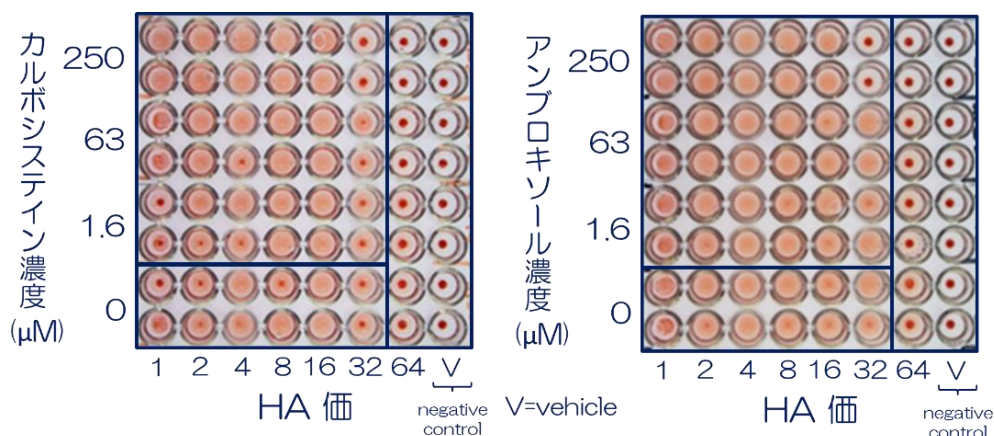 カルボシステイン濃度
(μM)
250
63
1.6
0
1 2 4 8 16 32 64 V
HA 価
negative
control
V=vehicle
アンブロキソール濃度
(μM)
250
63
1.6
0
1 2 4 8 16 32 64 V
HA 価
negative
control